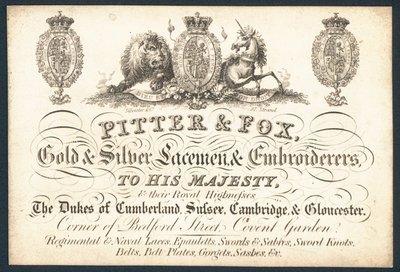 PITTER & FOX,
Gold & Silver Lacemen, & Embroiderers,
TO HIS MAJESTY,
& their Royal Highnesses
The Dukes of Cumberland, Sussex, Cambridge, & Gloucester.
Corner of Bedford Street, Covent Garden.
Regimental & Naval Laces, Epauletts, Swords & Sabres, Sword Knots,
Belts, Belt Plates, Gorgets, Sashes, &c.